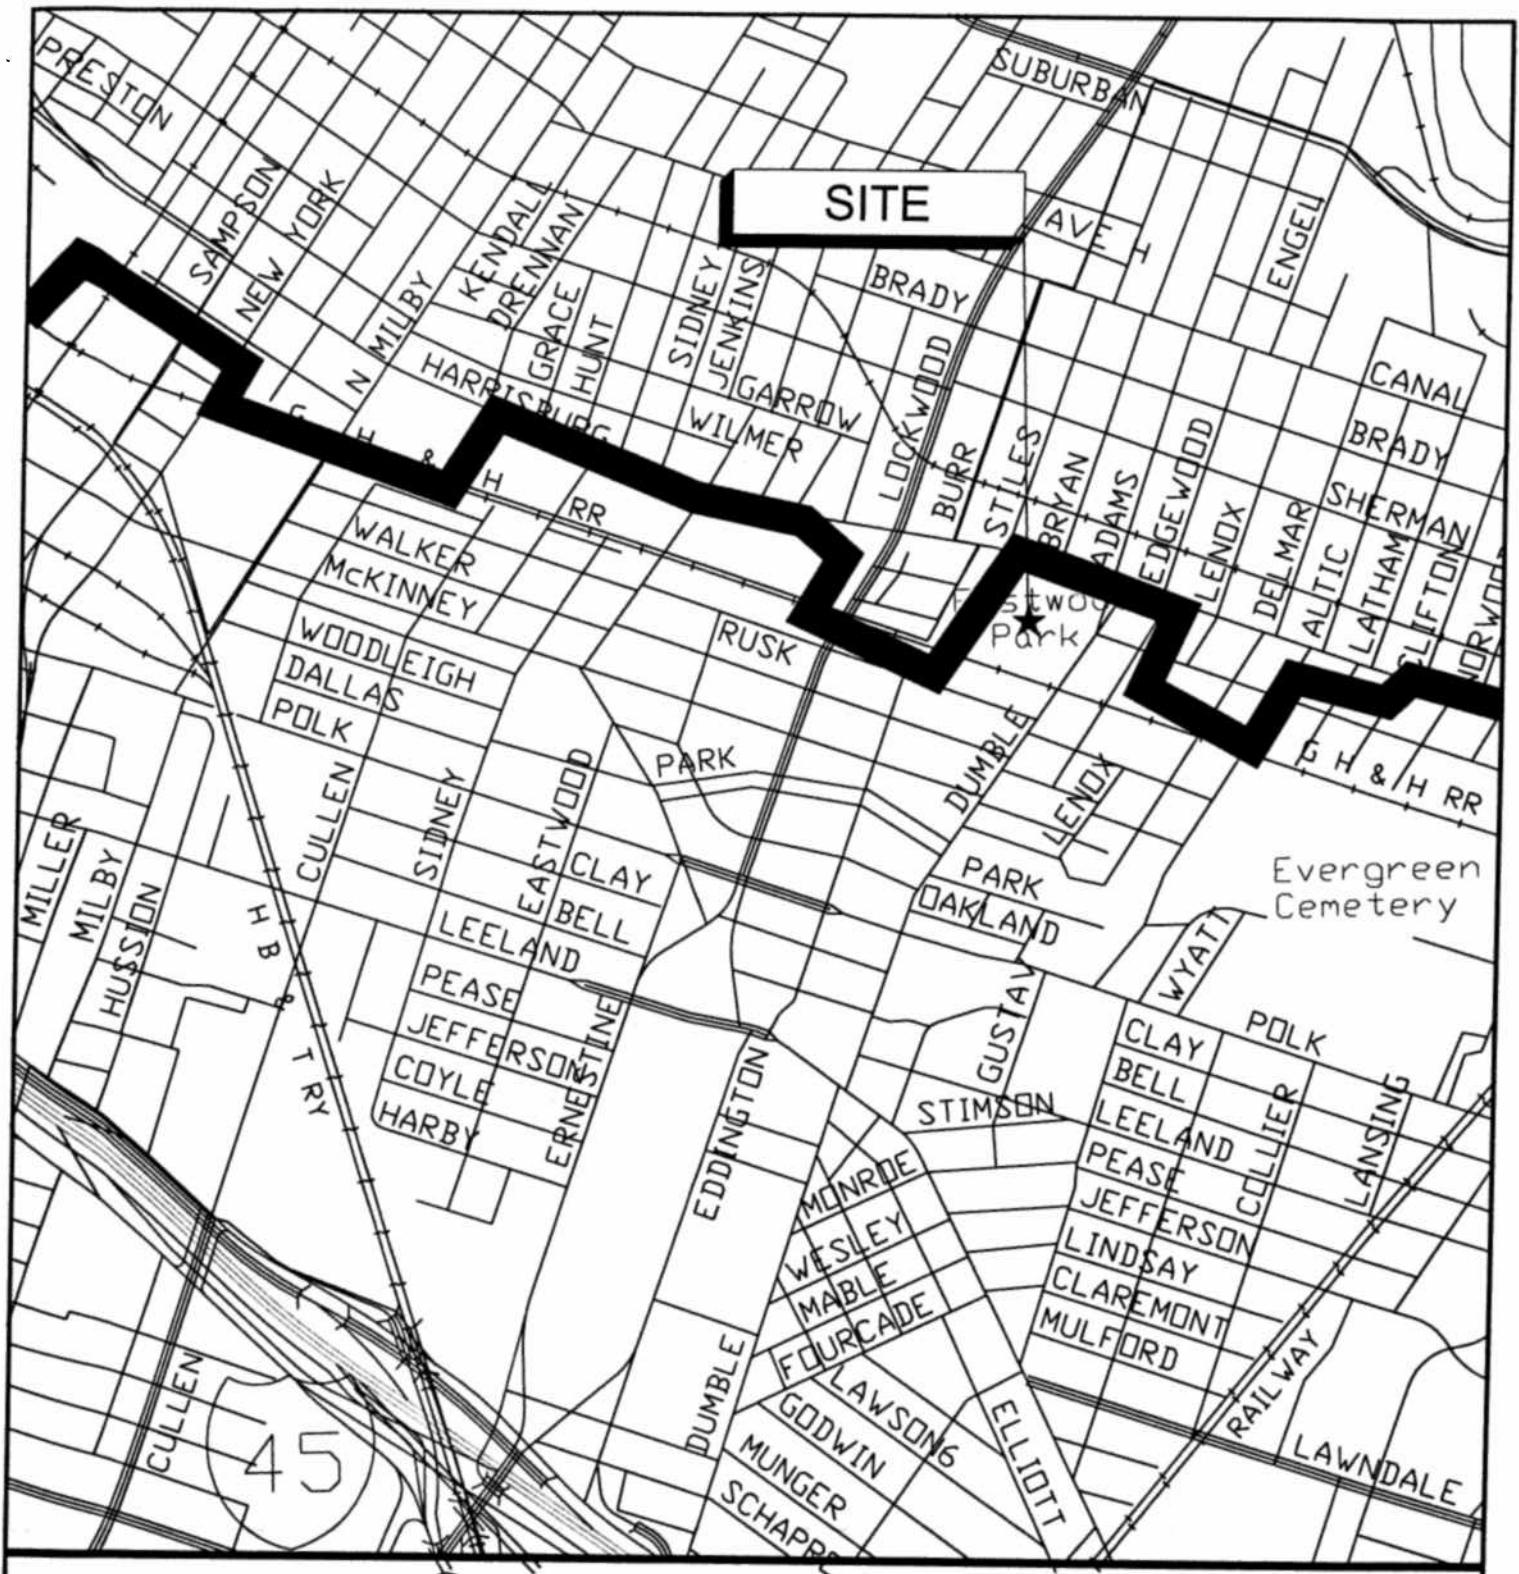 PRESTON
SUBURBAN
SAMPSON
NEW YORK
KENDALL
DRENNAN
SITE
AVE H
ENGEL
N MILBY
GRACE
HUNT
SIDNEY
JENKINS
BRADY
HARRISBURG
GARROW
WILMER
LOCKWOOD
BURR
STILES
BRYAN
ADAMS
EDGEWOOD
LENOX
DELMAR
ALTIC
LATHAM
CLIFTON
CANAL
BRADY
SHERMAN
G H & H RR
WALKER
McKINNEY
WOODLEIGH
DALLAS
POLK
RUSK
Eastwood
Park
DUMBLE
LENOX
G H & H RR
PARK
MILLER
MILBY
HUSSION
CULLEN
SIDNEY
EASTWOOD
CLAY
BELL
LEELAND
PEASE
JEFFERSON
COYLE
HARBY
ERNESTINE
H B & T RY
PARK
OAKLAND
Evergreen
Cemetery
WYATT
GUSTAV
POLK
CLAY
BELL
LEELAND
PEASE
JEFFERSON
LINDSAY
CLAREMONT
MULFORD
COLLIER
LANSING
STIMSON
EDDINGTON
MONROE
WESLEY
MABLE
FOURCADE
LAWSON6
GODWIN
MUNGER
DUMBLE
ELLIOTT
RAILWAY
LAWNDALE
CULLEN
45